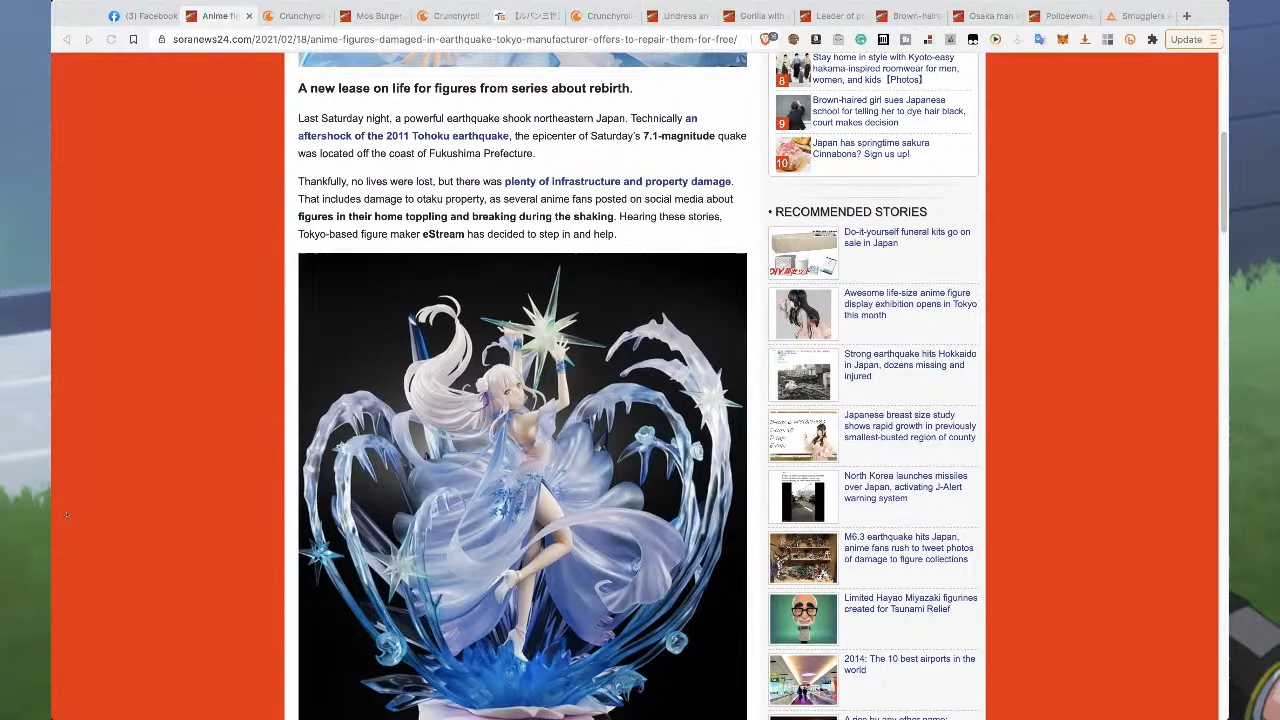 (3) Facebook
Anime fig
Crunchyroll
Mos Burger
Crunchyroll
Crunchyroll
Undress an
Gorilla with
Leader of p
Brown-hair
Osaka man
Policewom
Smugglers a
soranews24.com/2021/02/18/anime-figures-damaged-in-earthquake-tokyo-manufacturer-offers-to-repair-them-for-free/
Update
A new lease on life for figures from anime about rebirth.
Last Saturday night, a powerful earthquake shook northeastern Japan. Technically an
aftershock of the 2011 Tohoku earthquake, the epicenter of Saturday's 7.1-magnitude quake
was located off the coast of Fukushima Prefecture.
Thankfully, no lives were lost, but there was plenty of infrastructure and property damage.
That includes damage to otaku property, as several anime fans posted on social media about
figures in their home toppling and breaking during the shaking. Hearing these stories,
Tokyo-based figure maker eStream has decided to step in and help.
8
Stay home in style with Kyoto-easy
hakama-inspired roomwear for men,
women, and kids【Photos】
9
Brown-haired girl sues Japanese
school for telling her to dye hair black,
court makes decision
10
Japan has springtime sakura
Cinnabons? Sign us up!
• RECOMMENDED STORIES
Do-it-yourself funeral kits go on
sale in Japan
Awesome life-size anime figure
display exhibition opens in Tokyo
this month
Strong earthquake hits Hokkaido
in Japan, dozens missing and
injured
Japanese breast size study
shows rapid growth in previously
smallest-busted region of county
North Korea launches missile
over Japan, activating J-Alert
warning system
M6.3 earthquake hits Japan,
anime fans rush to tweet photos
of damage to figure collections
Limited Hayao Miyazaki figurines
created for Tsunami Relief
2014: The 10 best airports in the
world